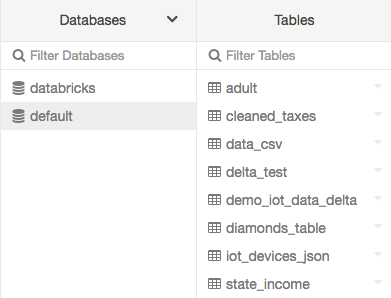 Databases
Filter Databases
databricks
default
Tables
Filter Tables
adult
cleaned_taxes
data_csv
delta_test
demo_iot_data_delta
diamonds_table
iot_devices_json
state_income